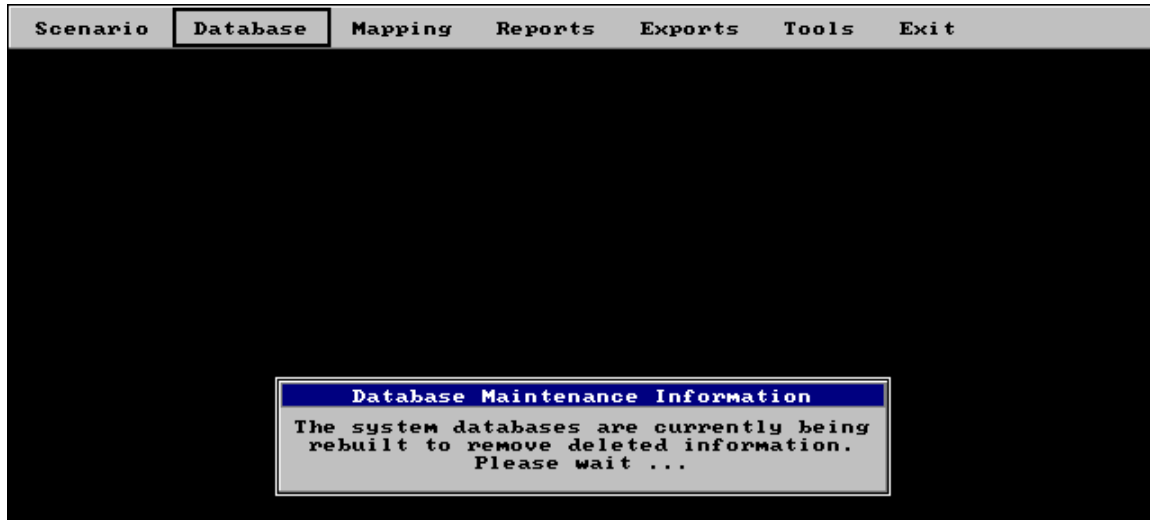 Scenario Database Mapping Reports Exports Tools Exit
Database Maintenance Information
The system databases are currently being
rebuilt to remove deleted information.
Please wait ...